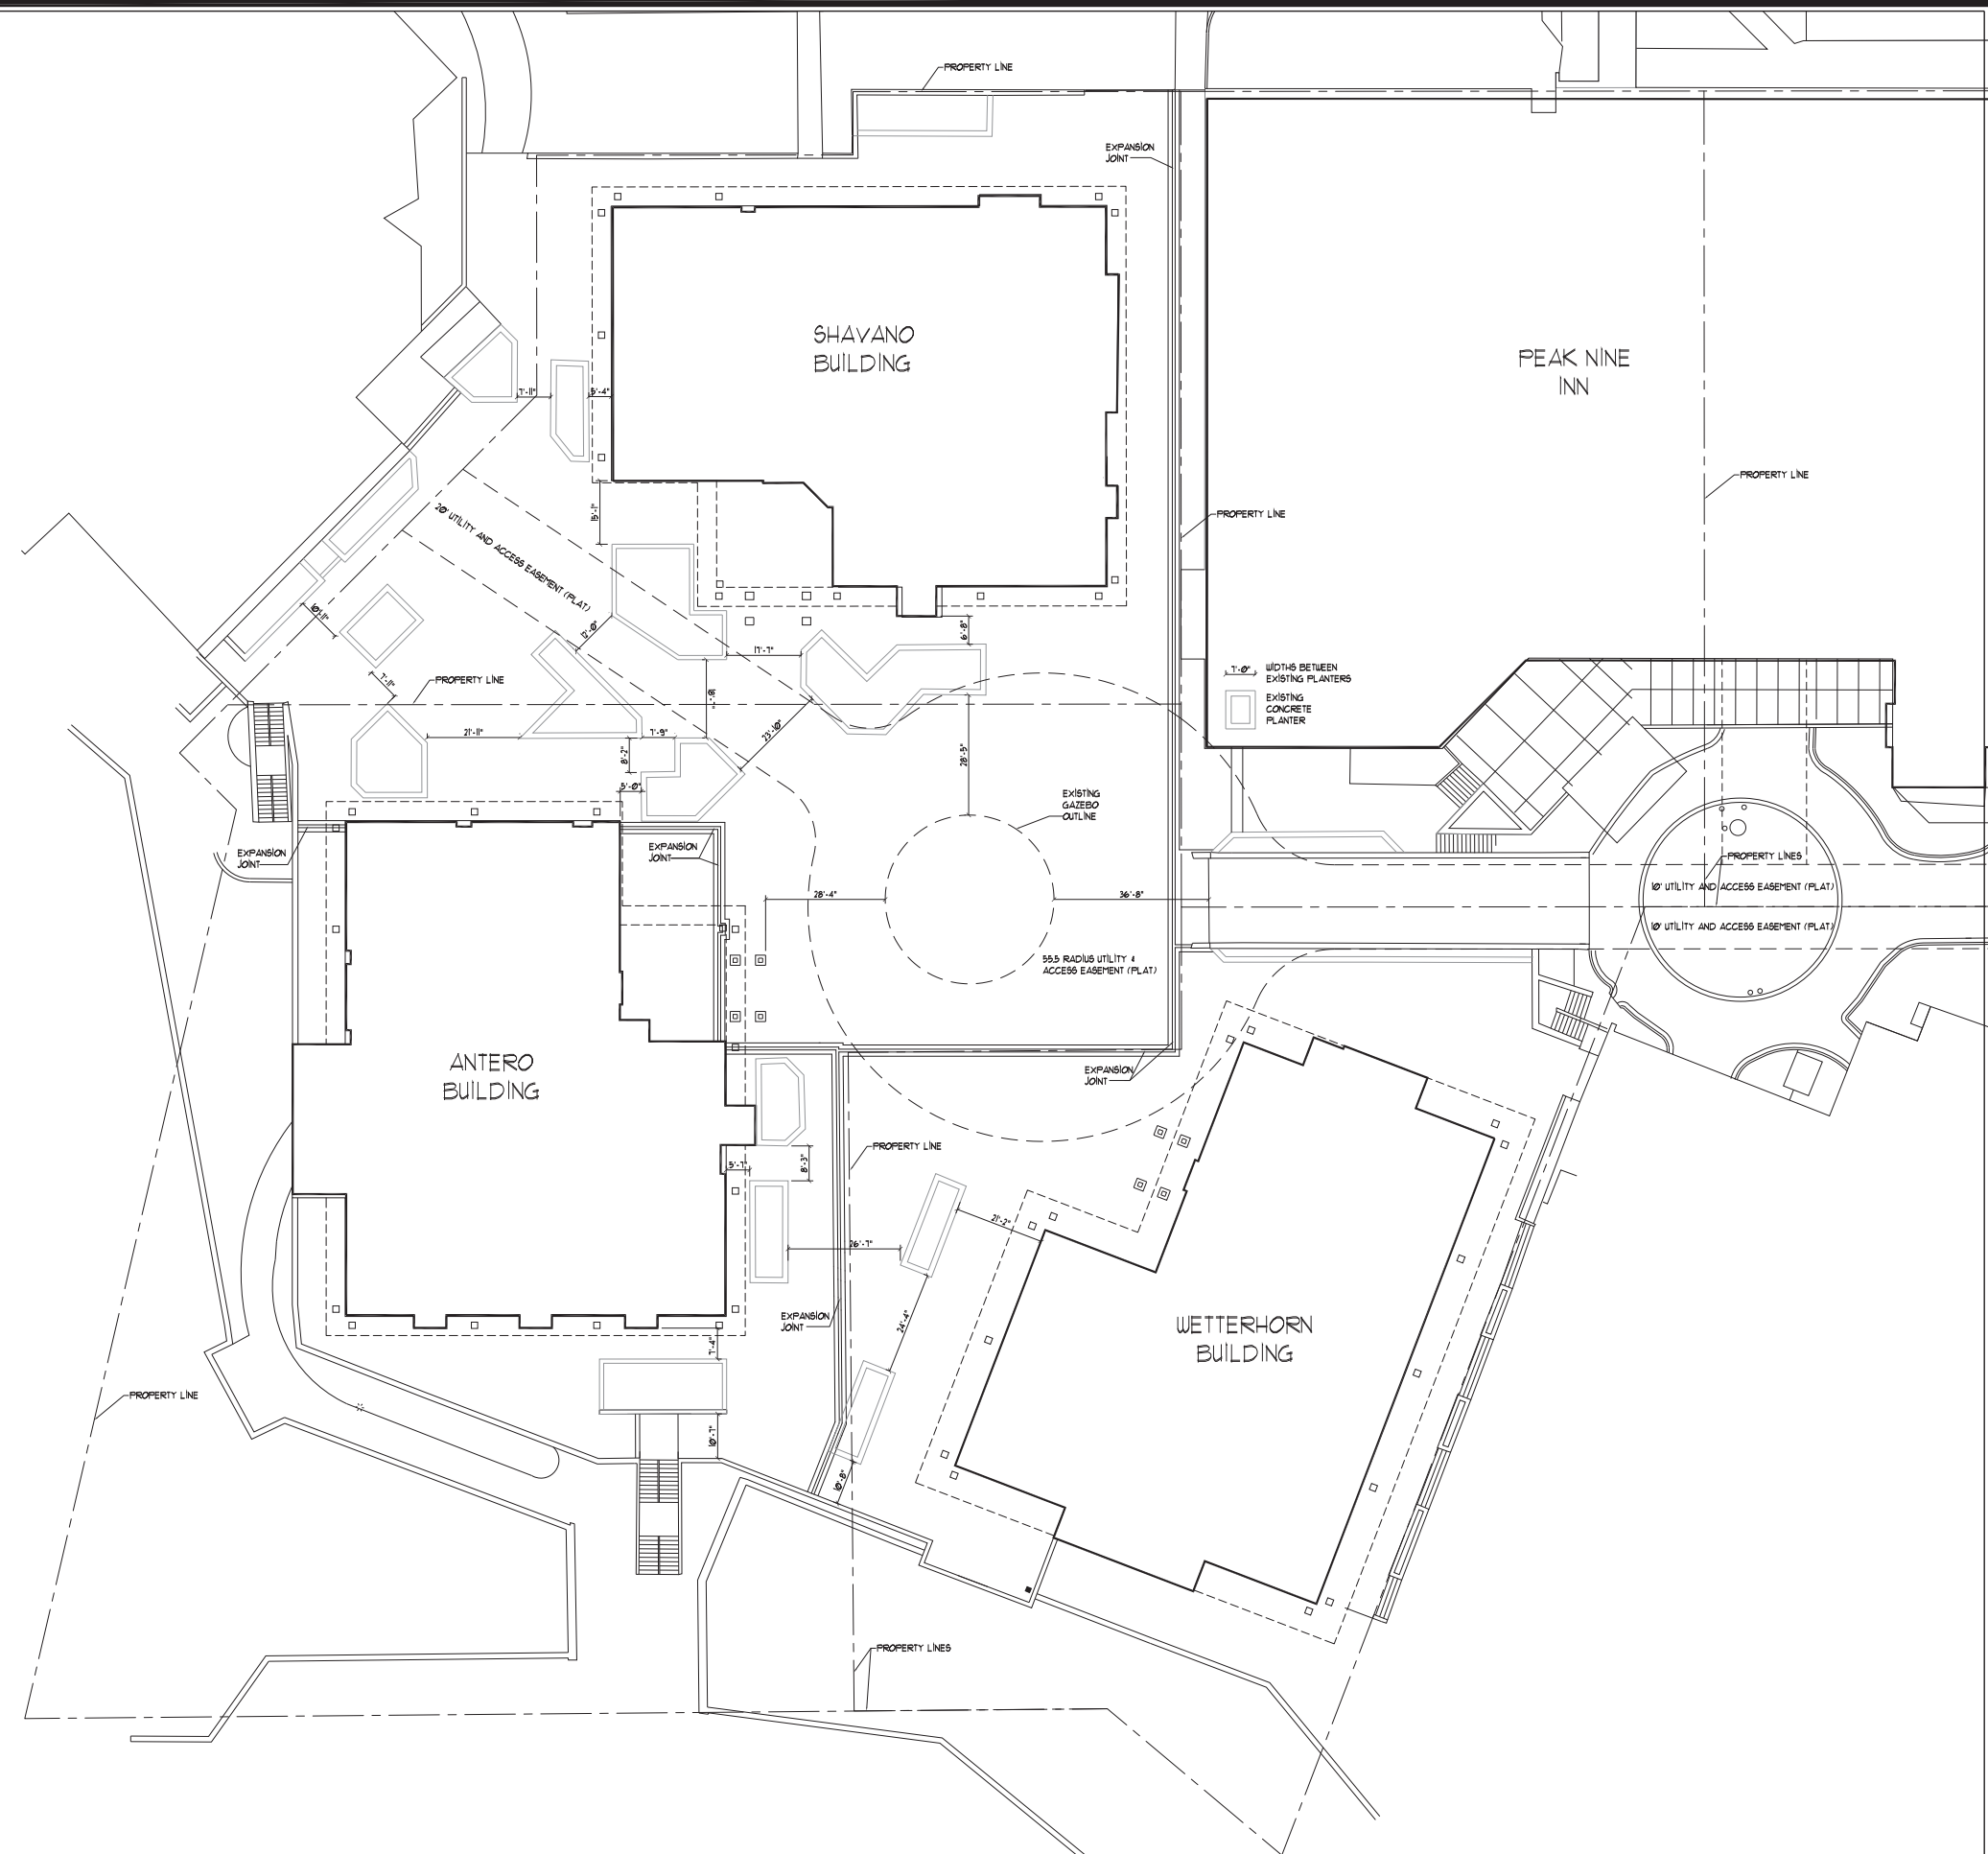 PROPERTY LINE
EXPANSION
JOINT
SHAVANO
BUILDING
PEAK NINE
INN
7'-11"
5'-4"
PROPERTY LINE
20' UTILITY AND ACCESS EASEMENT (PLAT)
15'-1"
PROPERTY LINE
10'-11"
12'-0"
6'-8"
17'-7"
7'-0"
WIDTHS BETWEEN
EXISTING PLANTERS
EXISTING
CONCRETE
PLANTER
7'-11"
PROPERTY LINE
23'-10"
21'-11"
7'-9"
8'-2"
28'-5"
5'-0"
EXISTING
GAZEBO
OUTLINE
EXPANSION
JOINT
EXPANSION
JOINT
PROPERTY LINES
10' UTILITY AND ACCESS EASEMENT (PLAT)
28'-4"
36'-8"
10' UTILITY AND ACCESS EASEMENT (PLAT)
55.5 RADIUS UTILITY &
ACCESS EASEMENT (PLAT)
ANTERO
BUILDING
EXPANSION
JOINT
PROPERTY LINE
5'-7"
8'-3"
21'-2"
26'-7"
EXPANSION
JOINT
24'-4"
WETTERHORN
BUILDING
7'-4"
PROPERTY LINE
10'-7"
10'-8"
PROPERTY LINES